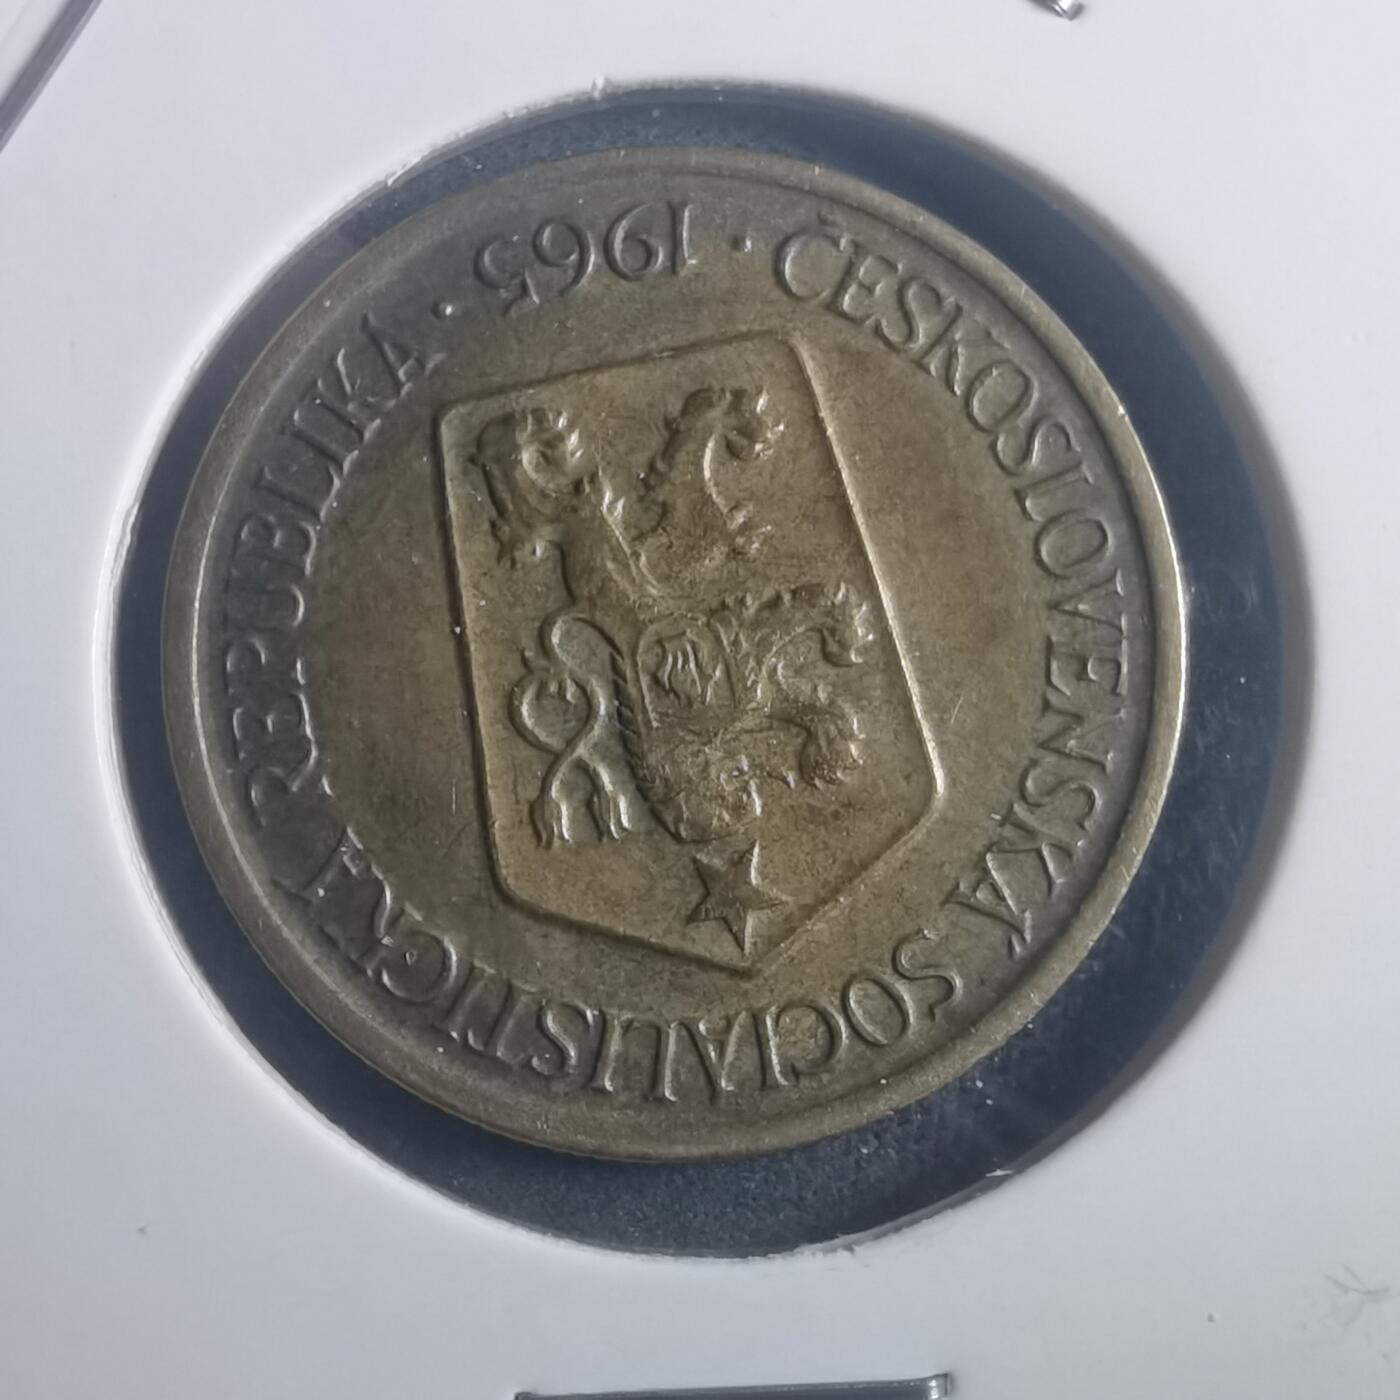 ČESKOSLOVENSKÁ SOCIALISTICKÁ REPUBLIKA
· 1965 ·